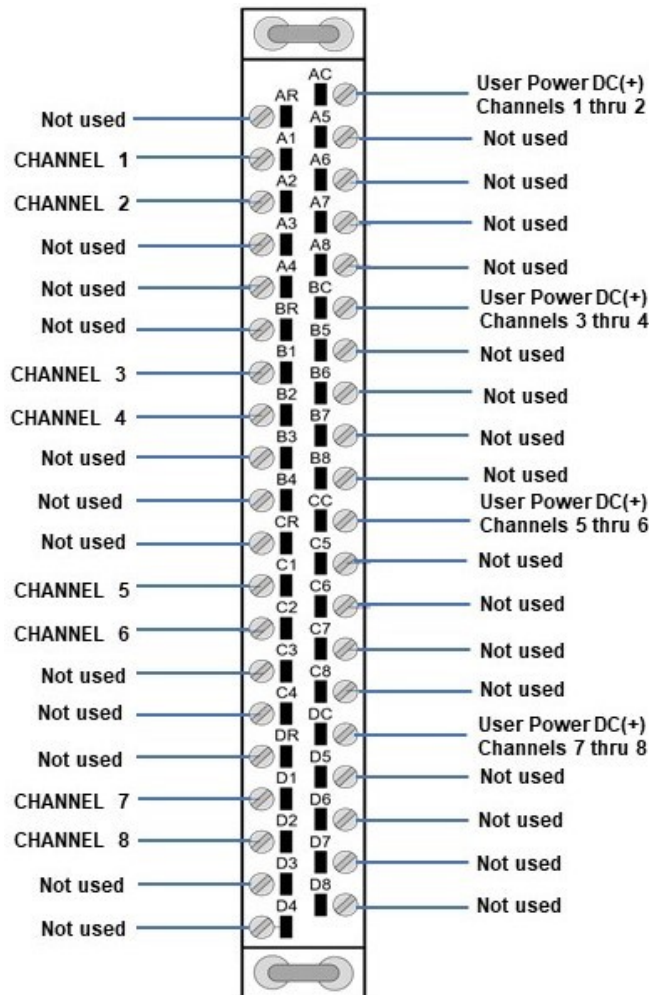 AC
User Power DC(+)
Channels 1 thru 2
AR
Not used
A5
Not used
A1
CHANNEL 1
A6
Not used
A2
CHANNEL 2
A7
Not used
A3
Not used
A8
Not used
A4
Not used
BC
User Power DC(+)
Channels 3 thru 4
BR
Not used
B5
Not used
B1
CHANNEL 3
B6
Not used
B2
CHANNEL 4
B7
Not used
B3
Not used
B8
Not used
B4
Not used
CC
User Power DC(+)
Channels 5 thru 6
CR
Not used
C5
Not used
C1
CHANNEL 5
C6
Not used
C2
CHANNEL 6
C7
Not used
C3
Not used
C8
Not used
C4
Not used
DC
User Power DC(+)
Channels 7 thru 8
DR
Not used
D5
Not used
D1
CHANNEL 7
D6
Not used
D2
CHANNEL 8
D7
Not used
D3
Not used
D8
Not used
D4
Not used